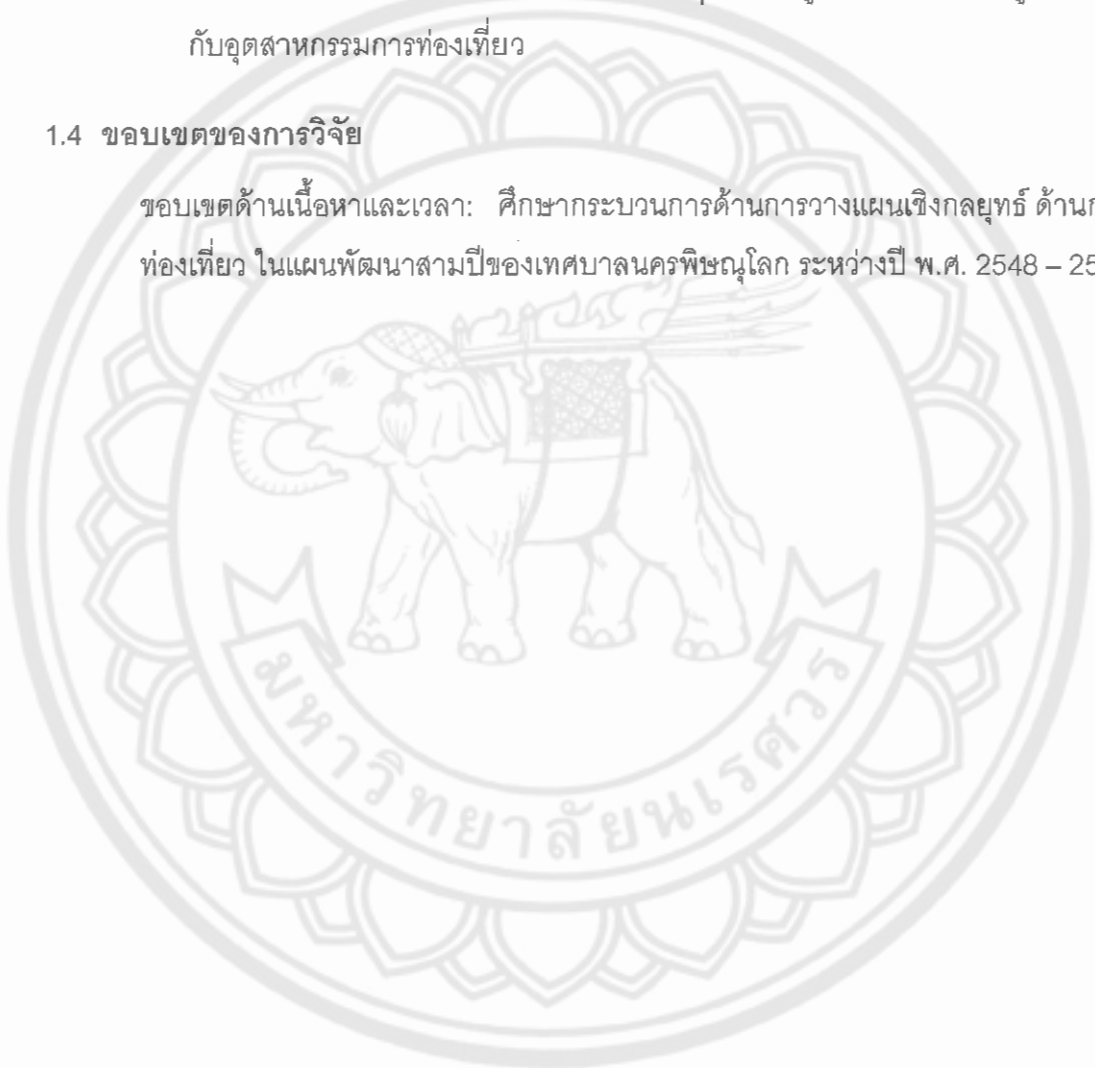 กับอุตสาหกรรมการท่องเที่ยว
1.4 ขอบเขตของการวิจัย
ขอบเขตด้านเนื้อหาและเวลา: ศึกษากระบวนการด้านการวางแผนเชิงกลยุทธ์
ท่องเที่ยว ในแผนพัฒนาสามปีของเทศบาลนครพิษณุโลก ระหว่างปี พ.ศ. 2548 –
มหาวิทยาลัยนเรศวร